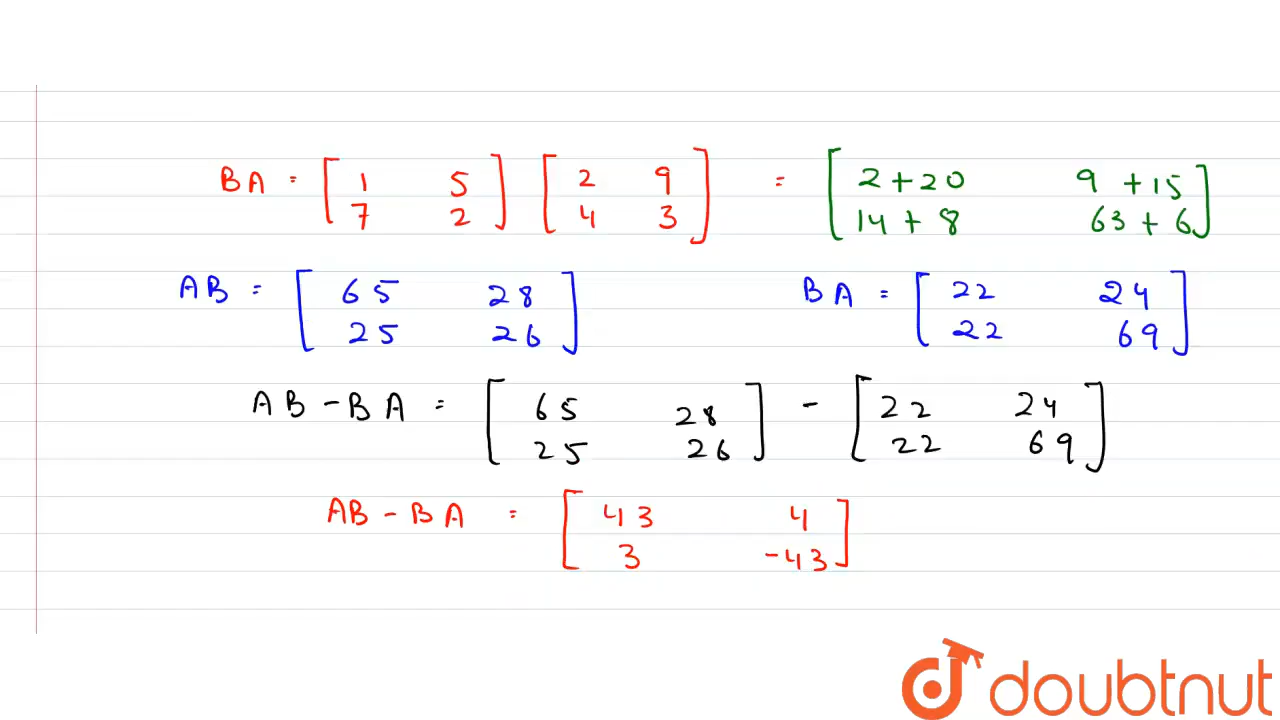 BA = [ 1 5 ] [ 2 9 ] = [ 2+20 9+15 ]
7 2 4 3 14+8 63+6
AB = [ 65 28 ] BA = [ 22 24 ]
25 26 22 69
AB-BA = [ 65 28 ] - [ 22 24 ]
25 26 22 69
AB-BA = [ 43 4 ]
3 -43
doubtnut